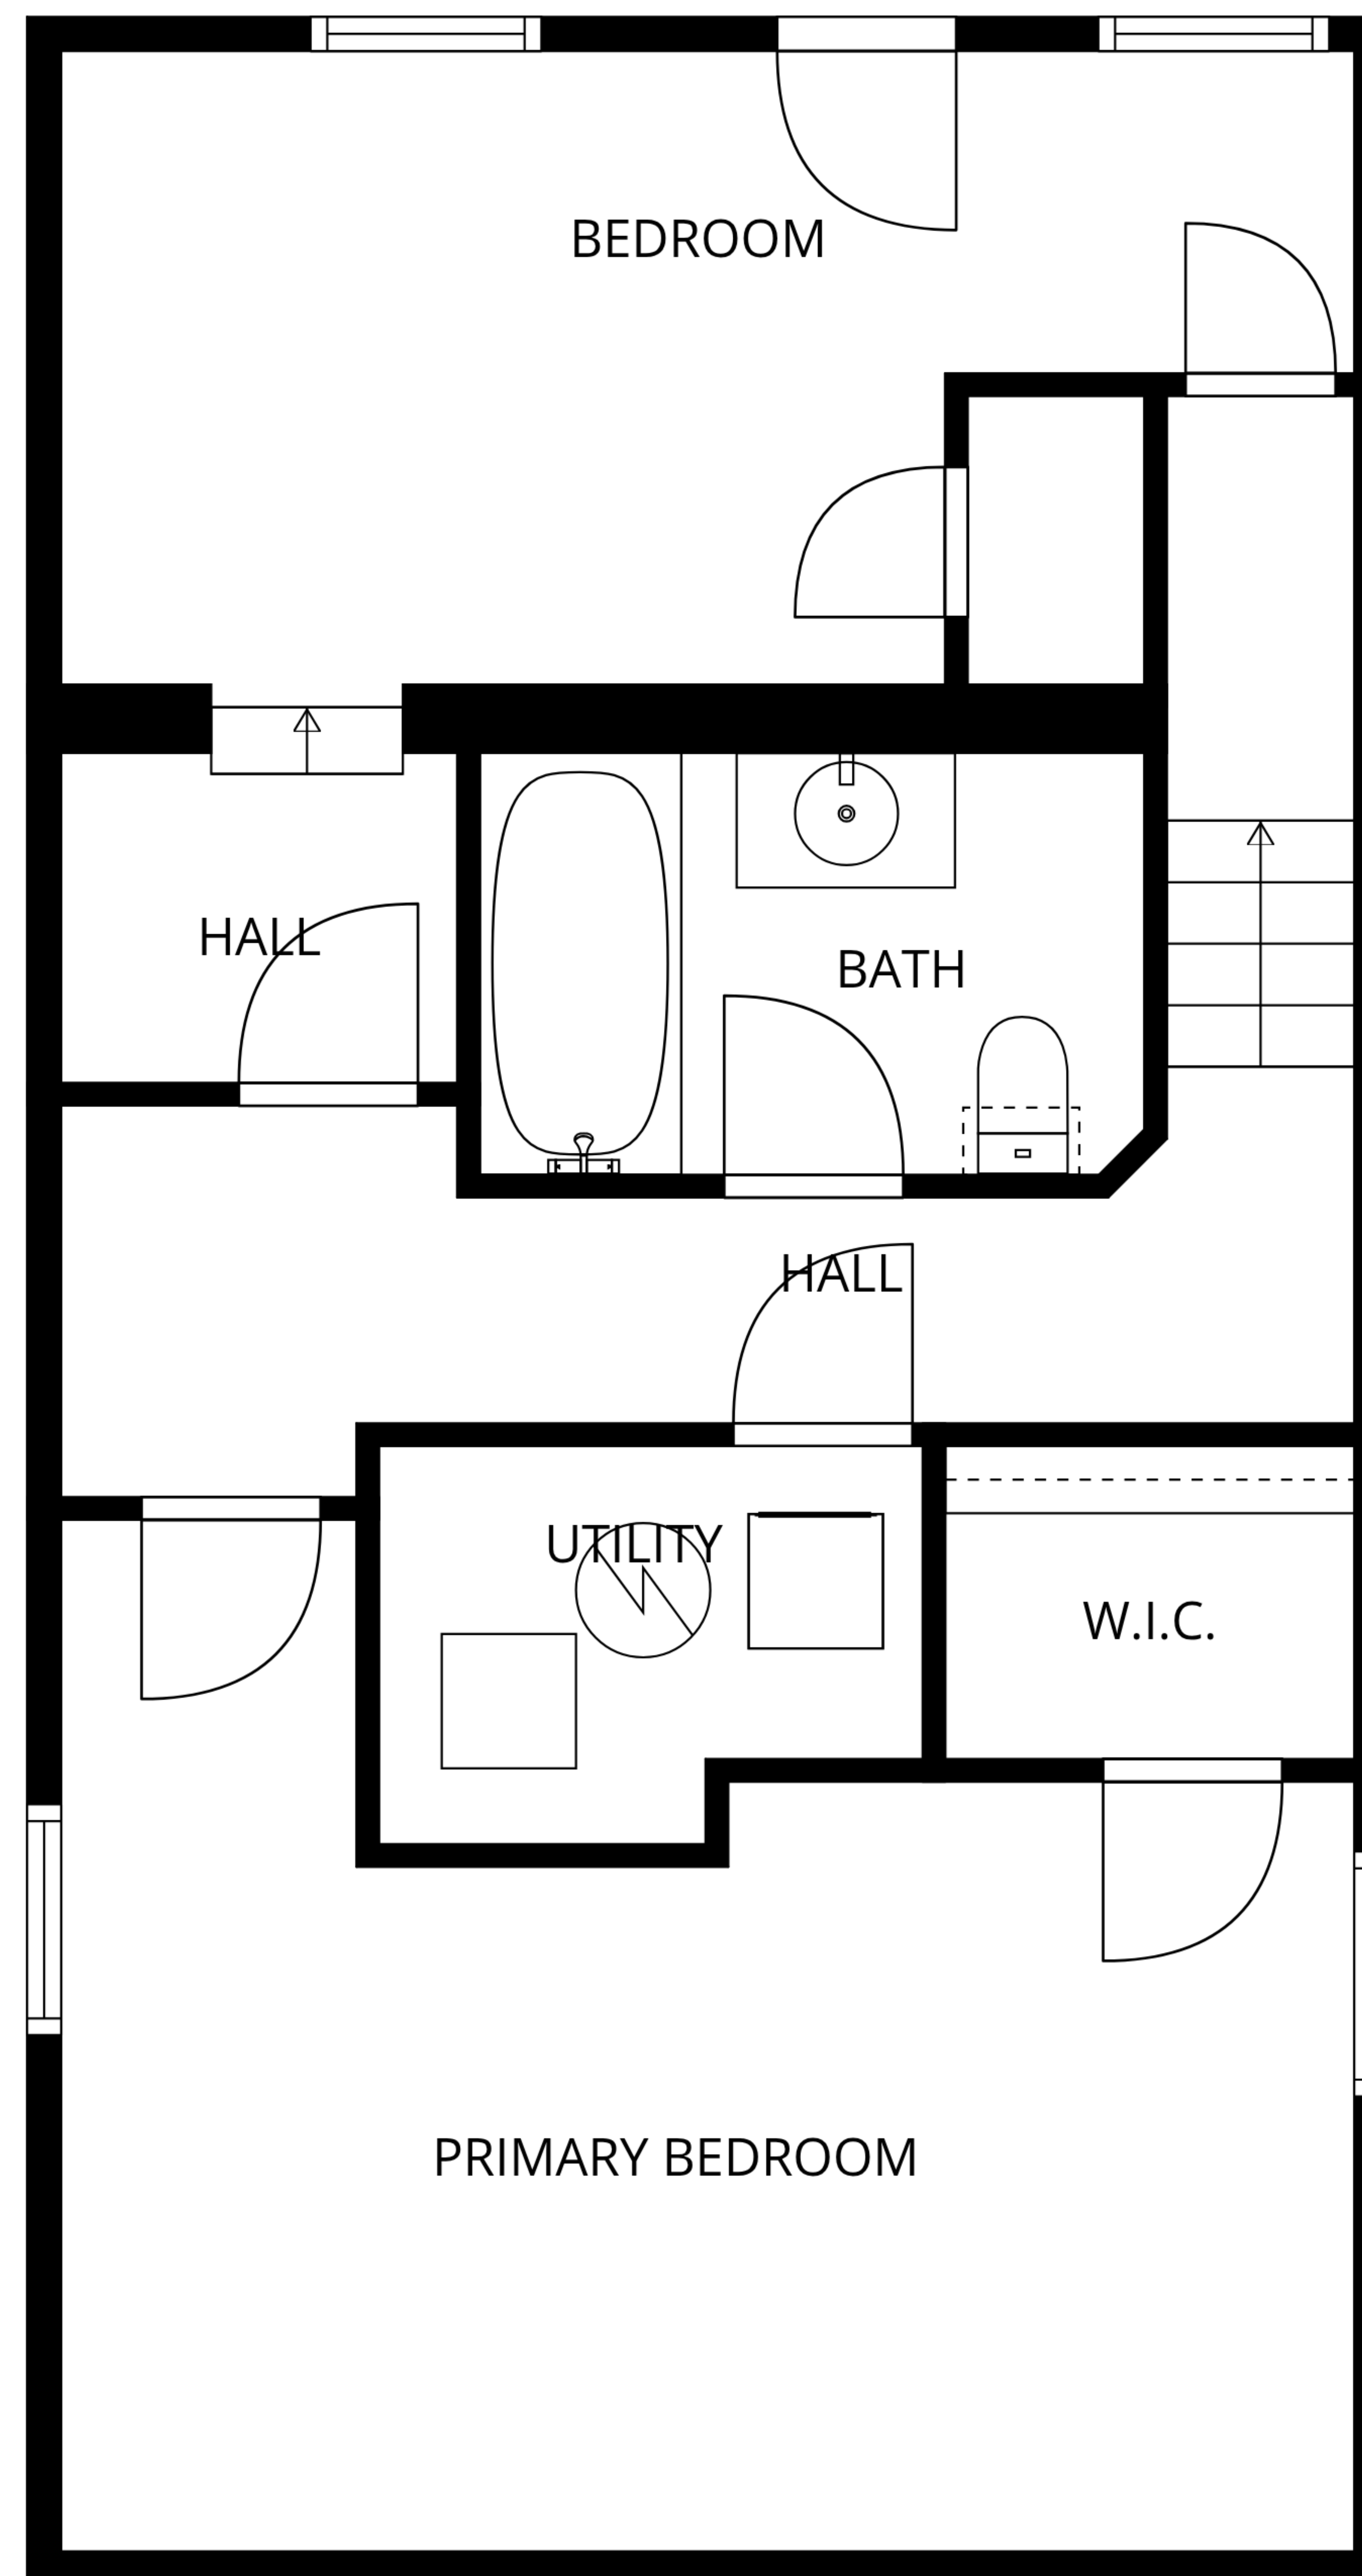 BEDROOM
HALL
BATH
HALL
UTILITY
W.I.C.
PRIMARY BEDROOM